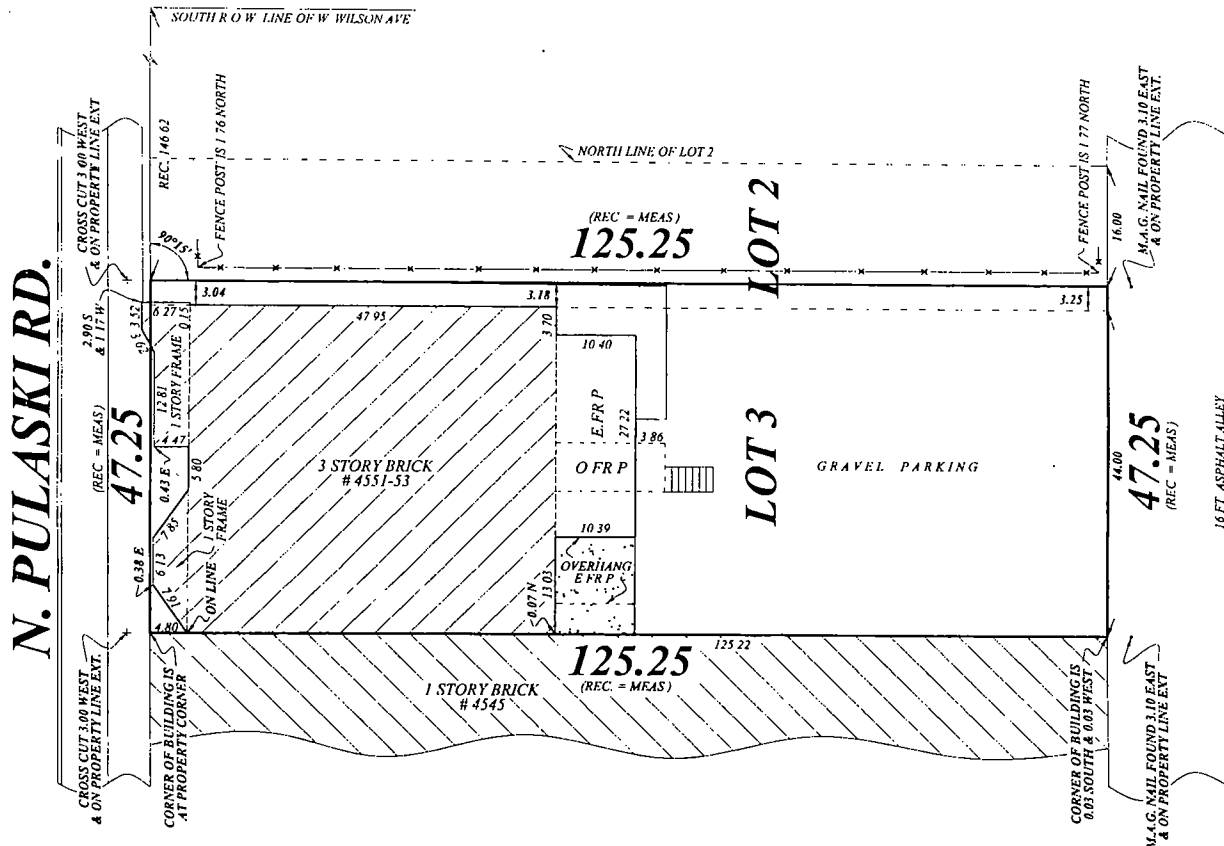 N. PULASKI RD.
SOUTH R O W LINE OF W WILSON AVE
CROSS CUT 3 00 WEST
& ON PROPERTY LINE EXT
REC. 146 62
FENCE POST IS 1 76 NORTH
NORTH LINE OF LOT 2
FENCE POST IS 1 77 NORTH
M.A.G. NAIL FOUND 3.10 EAST
& ON PROPERTY LINE EXT.
90°15'
(REC = MEAS)
125.25
LOT 2
16.00
2.90 S
& 1 17 W
3 52
6 27
0.15
3.04
47 95
3.18
3 70
3.25
(REC = MEAS)
47.25
12 81
1 STORY FRAME
4 47
0.43 E
5 80
7 85
1 STORY
FRAME
0.38 E
6 13
7 61
ON LINE
4.80
3 STORY BRICK
# 4551-53
10 40
E.FR P
27 22
3 86
O FR P
10 39
OVERHANG
E FR P
0.07 N
13 03
LOT 3
GRAVEL PARKING
44.00
47.25
(REC = MEAS)
16 FT ASPHALT ALLEY
125.25
(REC. = MEAS)
125 22
1 STORY BRICK
# 4545
CROSS CUT 3.00 WEST
& ON PROPERTY LINE EXT.
CORNER OF BUILDING IS
AT PROPERTY CORNER
CORNER OF BUILDING IS
0.03 SOUTH & 0.03 WEST
M.A.G. NAIL FOUND 3.10 EAST
& ON PROPERTY LINE EXT